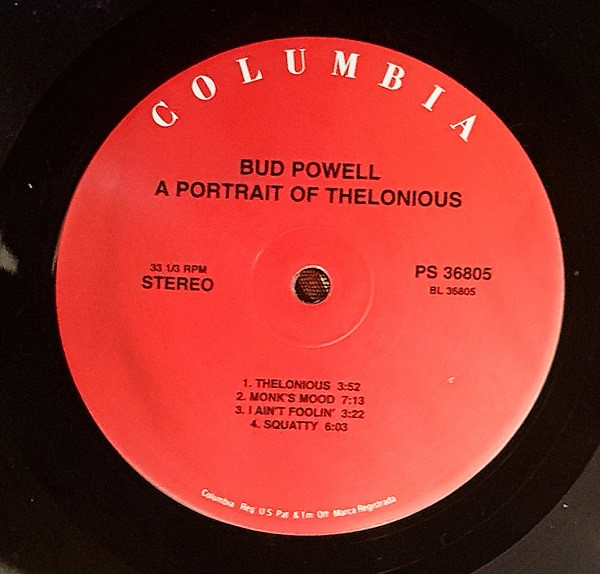 COLUMBIA
BUD POWELL
A PORTRAIT OF THELONIOUS
33 1/3 RPM
STEREO
PS 36805
BL 36805
1. THELONIOUS 3:52
2. MONK'S MOOD 7:13
3. I AIN'T FOOLIN' 3:22
4. SQUATTY 6:03
Columbia Reg U S Pat & Tm Off Marca Registrada